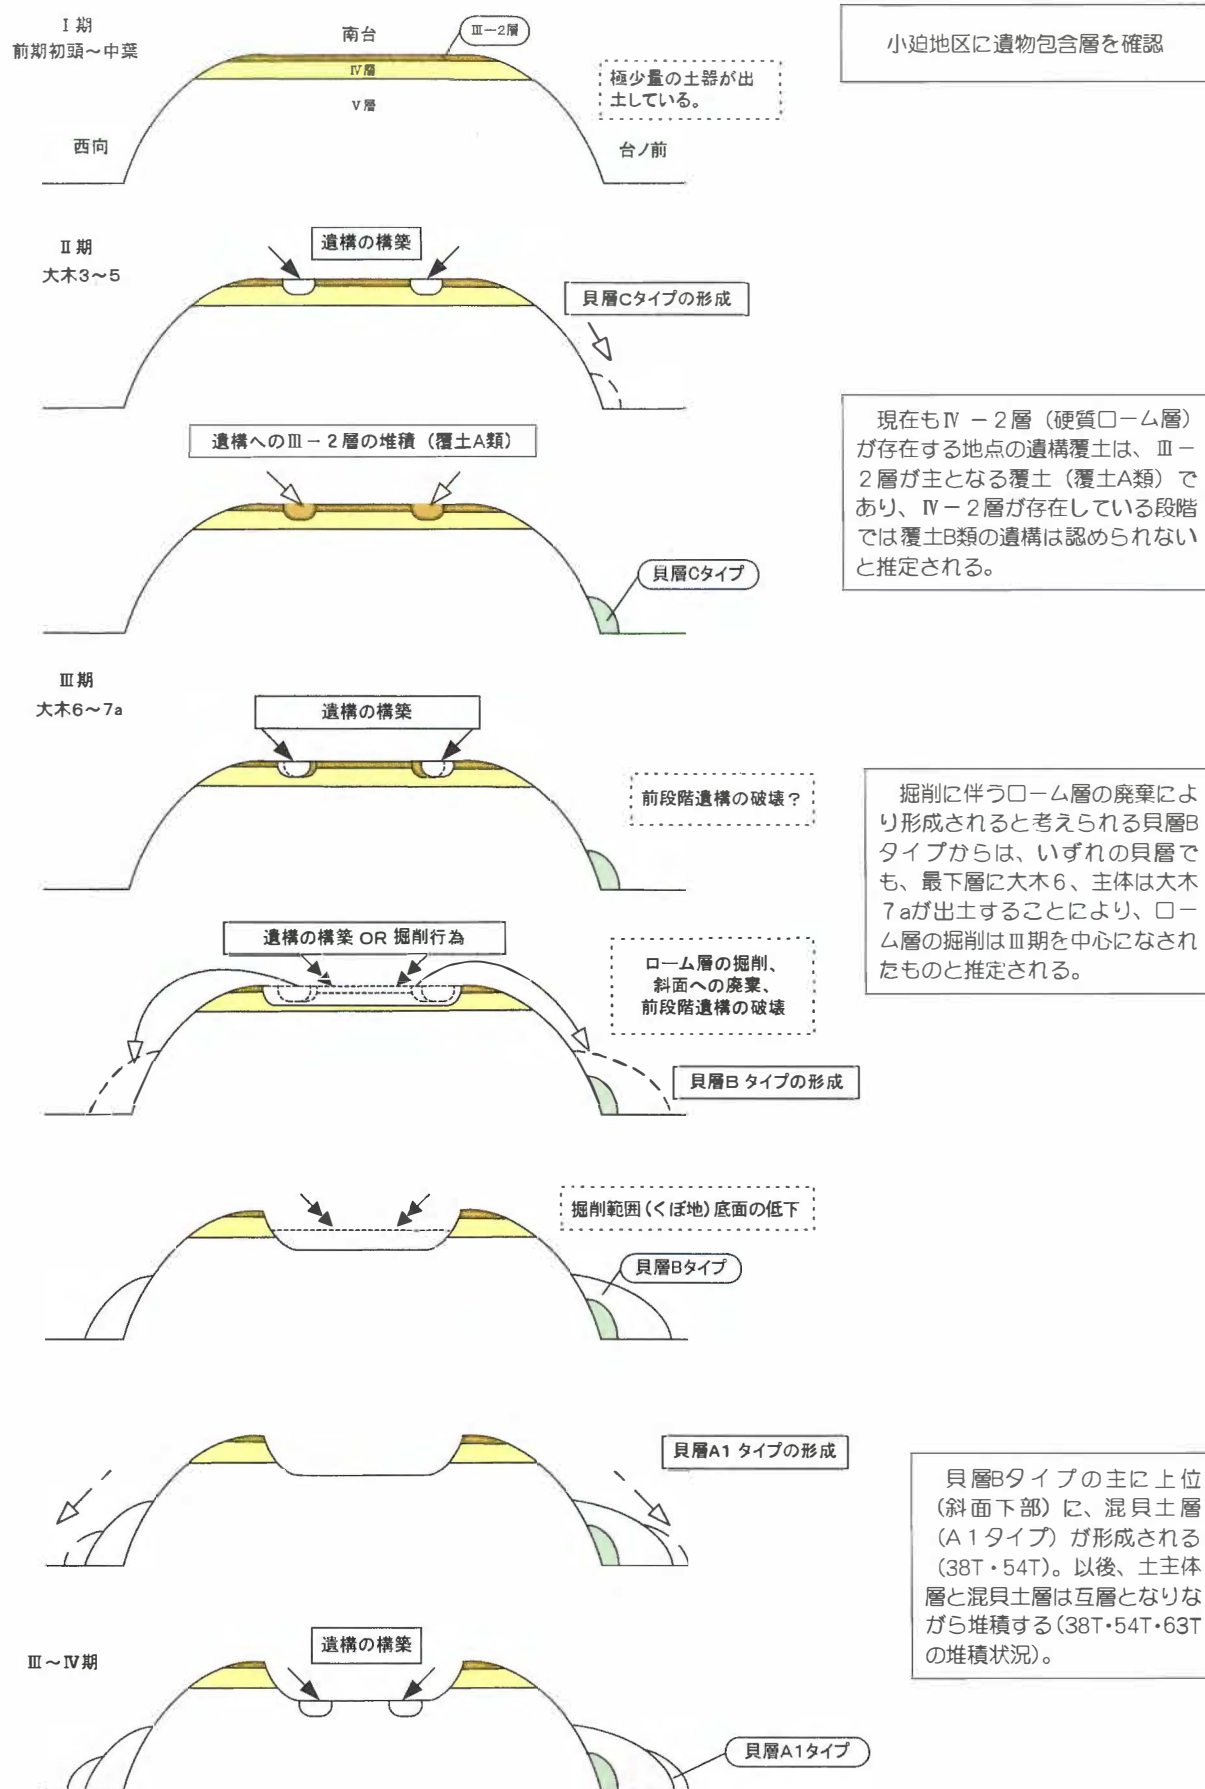 Ⅰ期
前期初頭～中葉
南台
Ⅲ－2層
Ⅳ層
Ⅴ層
西向
台ノ前
極少量の土器が出
土している。
小迫地区に遺物包含層を確認
Ⅱ期
大木3～5
遺構の構築
貝層Cタイプの形成
遺構へのⅢ－2層の堆積（覆土A類）
貝層Cタイプ
現在もⅣ－2層（硬質ローム層）
が存在する地点の遺構覆土は、Ⅲ－
2層が主となる覆土（覆土A類）で
あり、Ⅳ－2層が存在している段階
では覆土B類の遺構は認められない
と推定される。
Ⅲ期
大木6～7a
遺構の構築
前段階遺構の破壊？
遺構の構築 OR 掘削行為
ローム層の掘削、
斜面への廃棄、
前段階遺構の破壊
貝層Bタイプの形成
掘削に伴うローム層の廃棄によ
り形成されると考えられる貝層B
タイプからは、いずれの貝層で
も、最下層に大木6、主体は大木
7aが出土することにより、ロー
ム層の掘削はⅢ期を中心になされ
たものと推定される。
掘削範囲(くぼ地)底面の低下
貝層Bタイプ
貝層A1タイプの形成
貝層Bタイプの主に上位
(斜面下部)に、混貝土層
(A1タイプ)が形成される
(38T・54T)。以後、土主体
層と混貝土層は互層となりな
がら堆積する(38T・54T・63T
の堆積状況)。
Ⅲ～Ⅳ期
遺構の構築
貝層A1タイプ